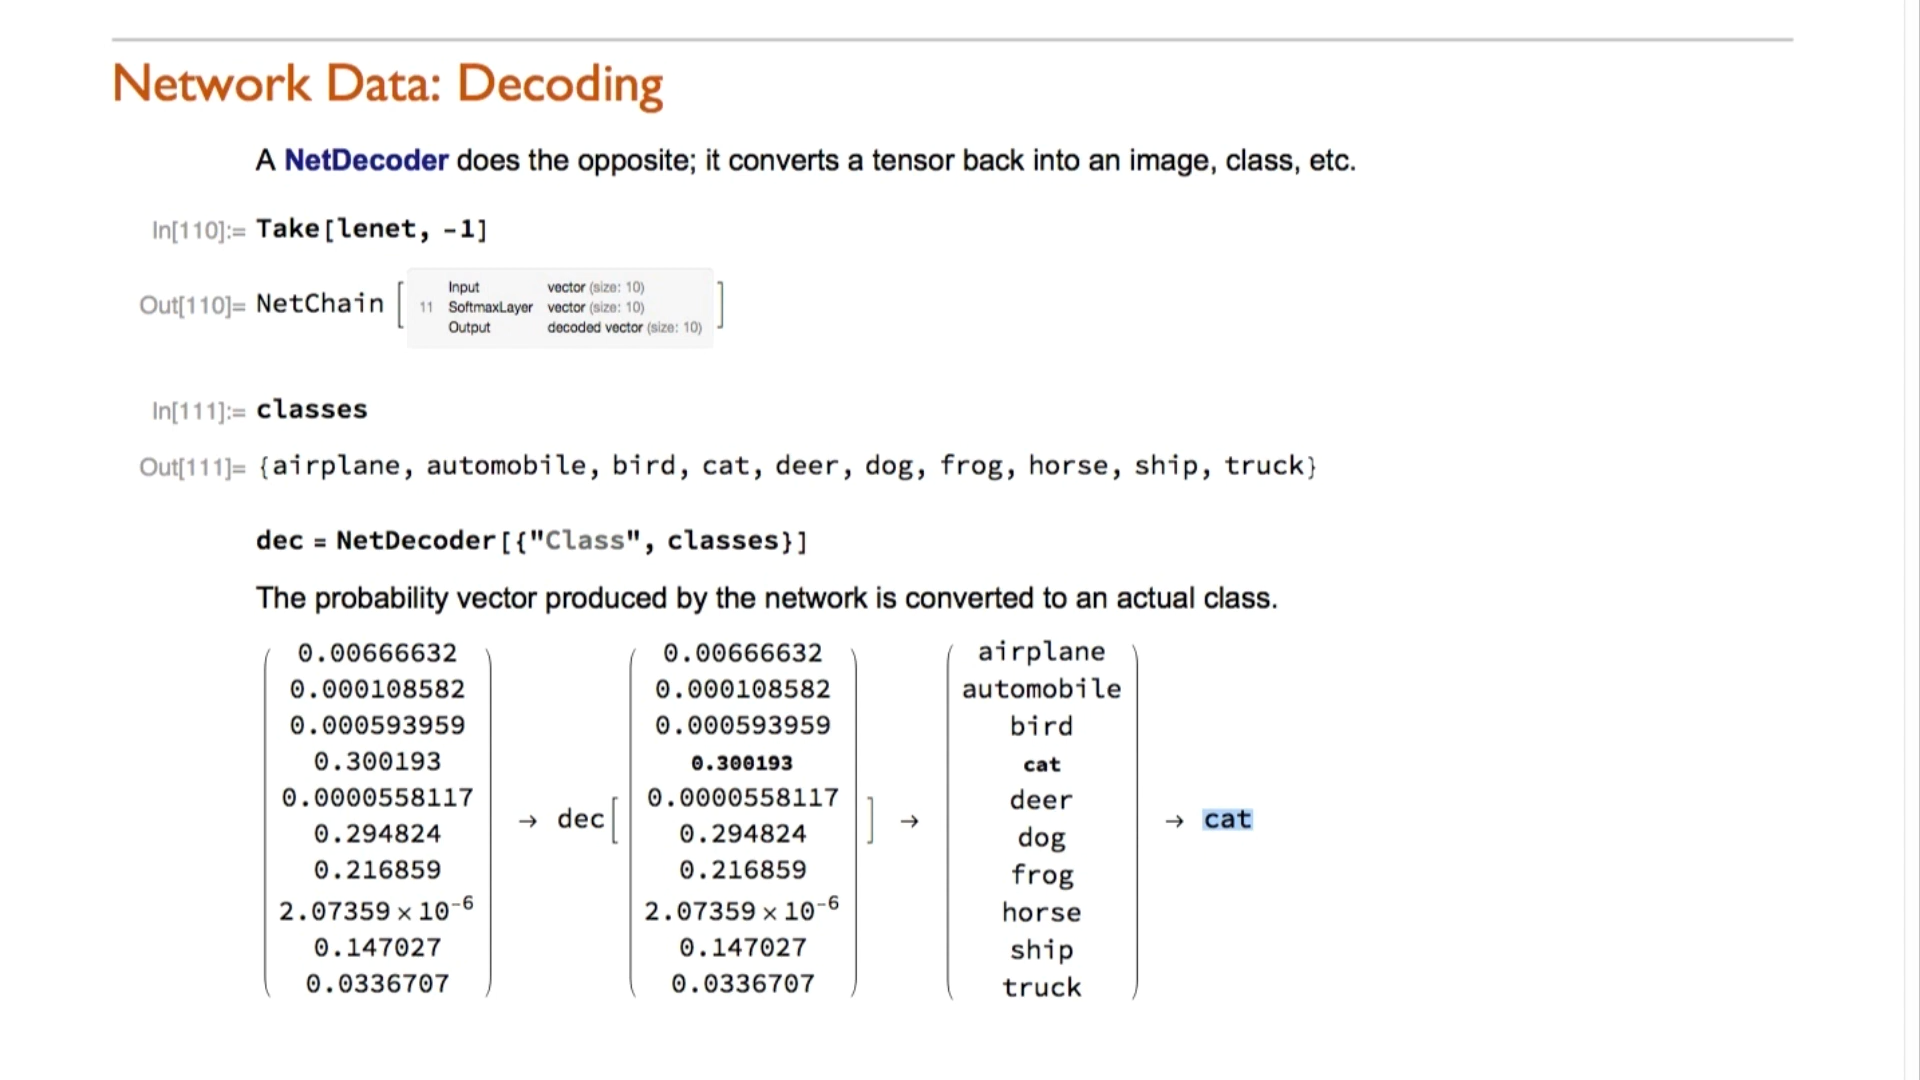 Network Data: Decoding
A NetDecoder does the opposite; it converts a tensor back into an image, class, etc.
In[110]:= Take[lenet, -1]
Out[110]= NetChain [
Input vector (size: 10)
11 SoftmaxLayer vector (size: 10)
Output decoded vector (size: 10)
]
In[111]:= classes
Out[111]= {airplane, automobile, bird, cat, deer, dog, frog, horse, ship, truck}
dec = NetDecoder[{"Class", classes}]
The probability vector produced by the network is converted to an actual class.
0.00666632
0.000108582
0.000593959
0.300193
0.0000558117
0.294824
0.216859
2.07359 × 10⁻⁶
0.147027
0.0336707
→ dec[
0.00666632
0.000108582
0.000593959
0.300193
0.0000558117
0.294824
0.216859
2.07359 × 10⁻⁶
0.147027
0.0336707
] →
airplane
automobile
bird
cat
deer
dog
frog
horse
ship
truck
→ cat